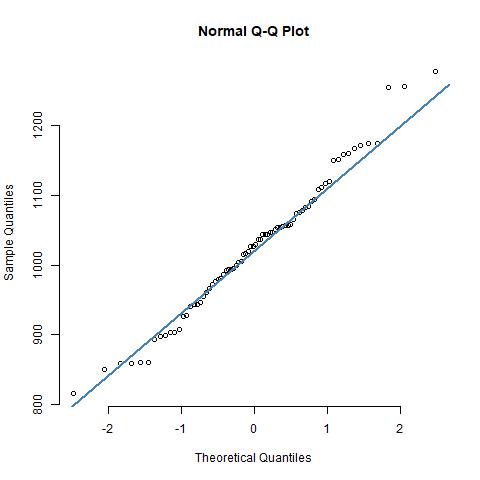 Normal Q-Q Plot
1200
1100
1000
900
800
Sample Quantiles
-2 -1 0 1 2
Theoretical Quantiles